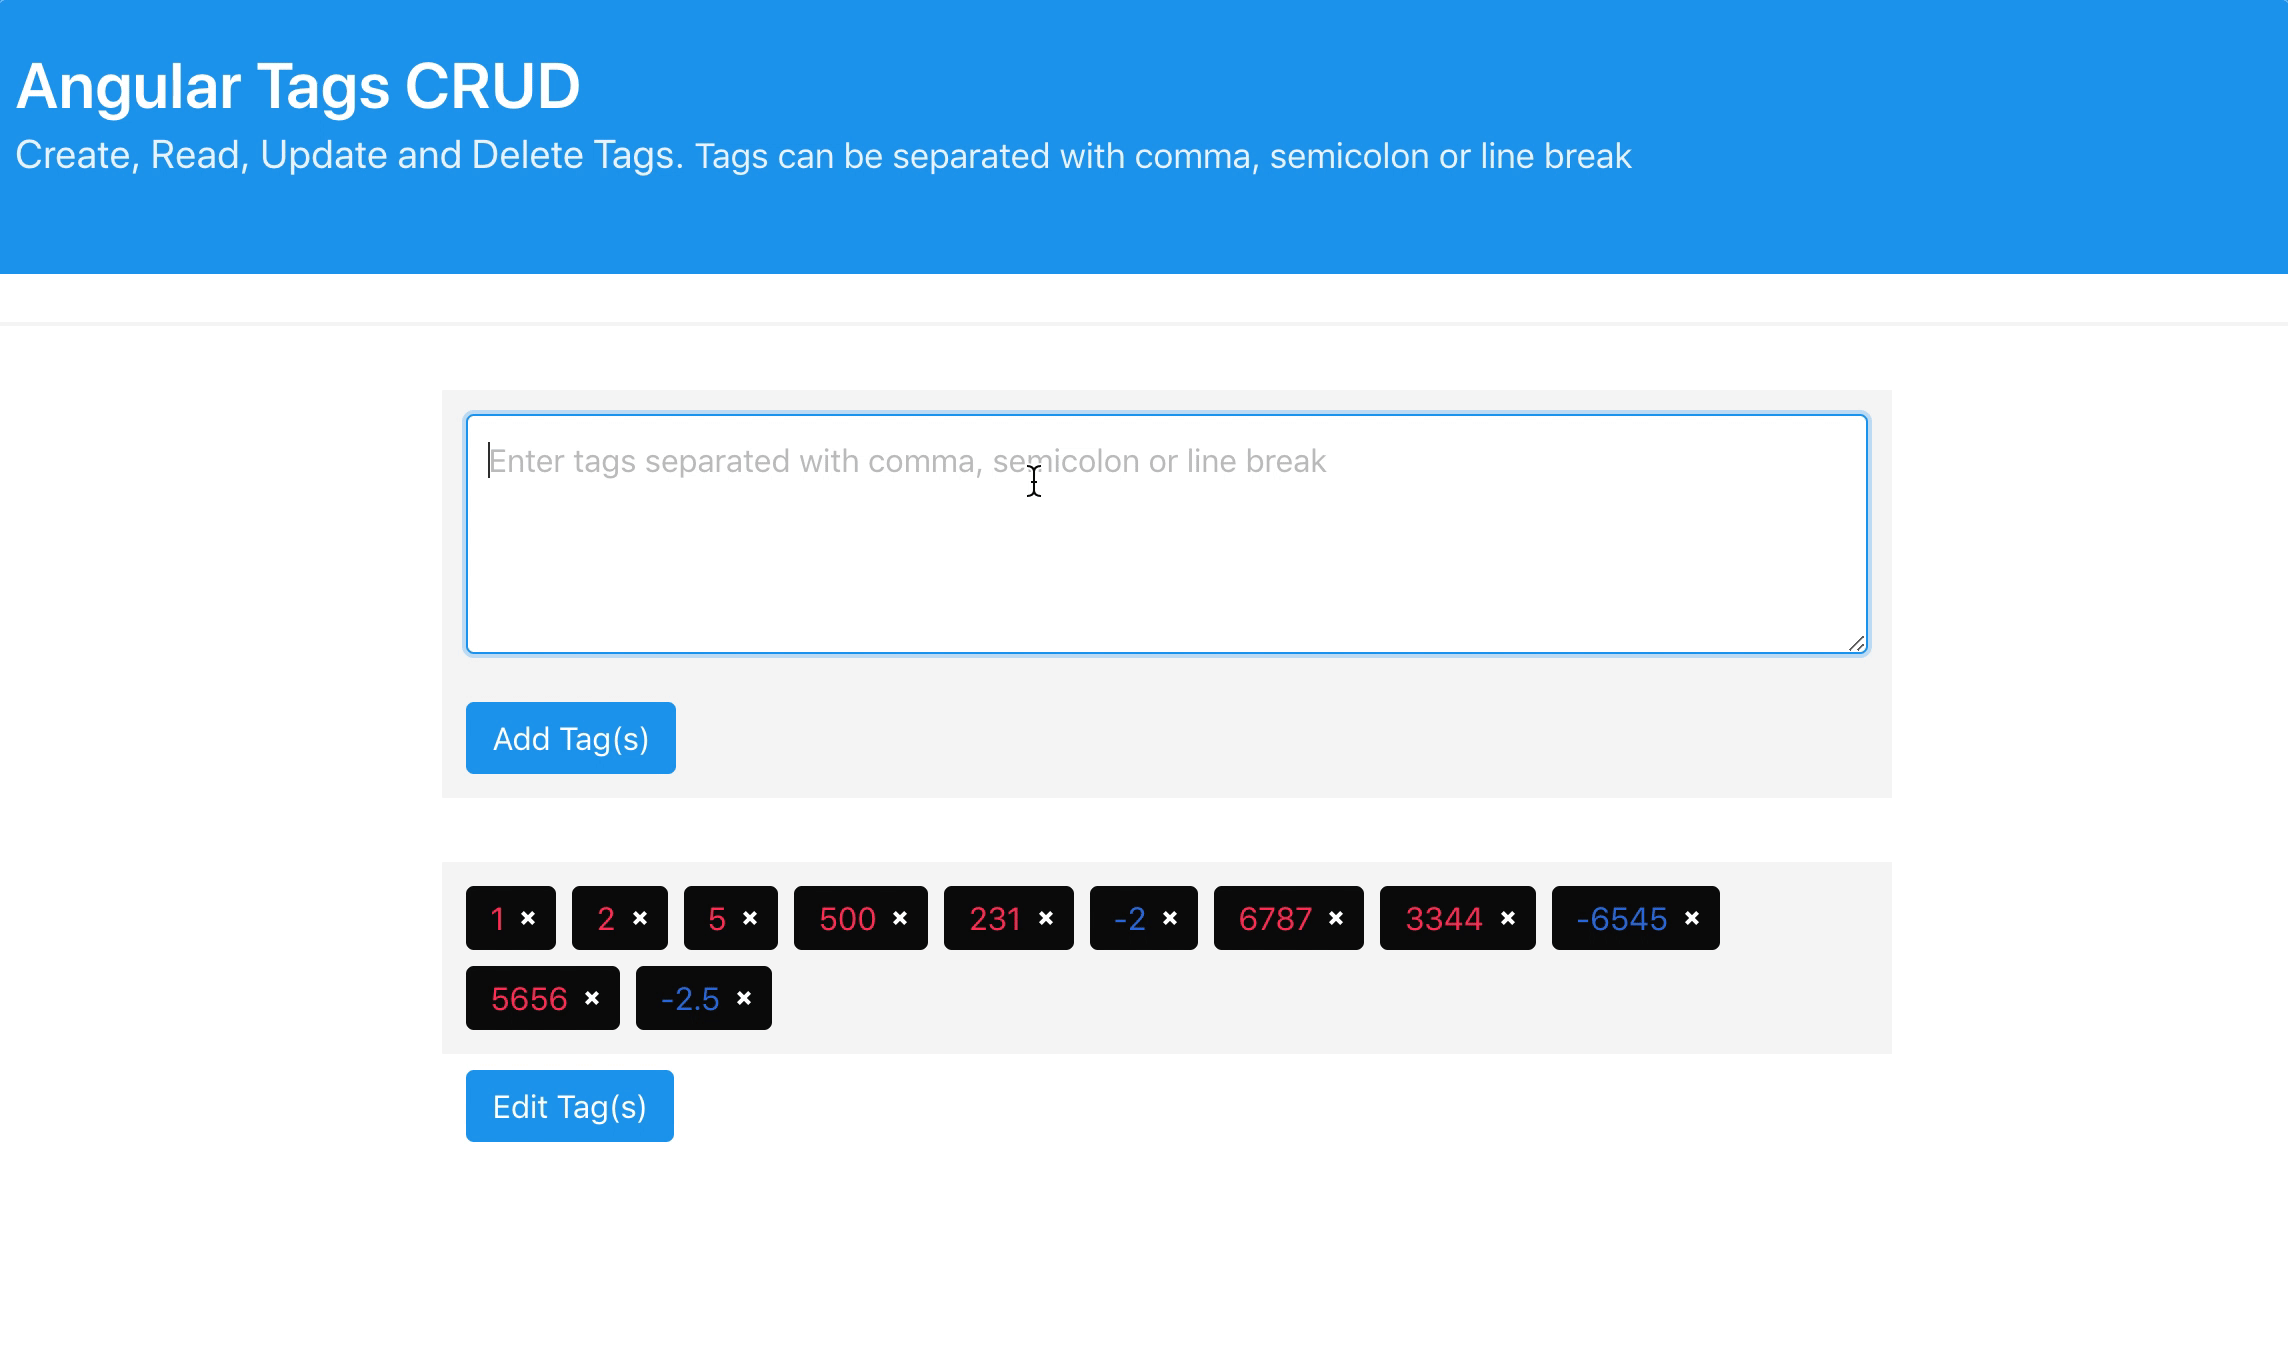 Angular Tags CRUD
Create, Read, Update and Delete Tags. Tags can be separated with comma, semicolon or line break
Enter tags separated with comma, semicolon or line break
Add Tag(s)
1 × 2 × 5 × 500 × 231 × -2 × 6787 × 3344 × -6545 ×
5656 × -2.5 ×
Edit Tag(s)